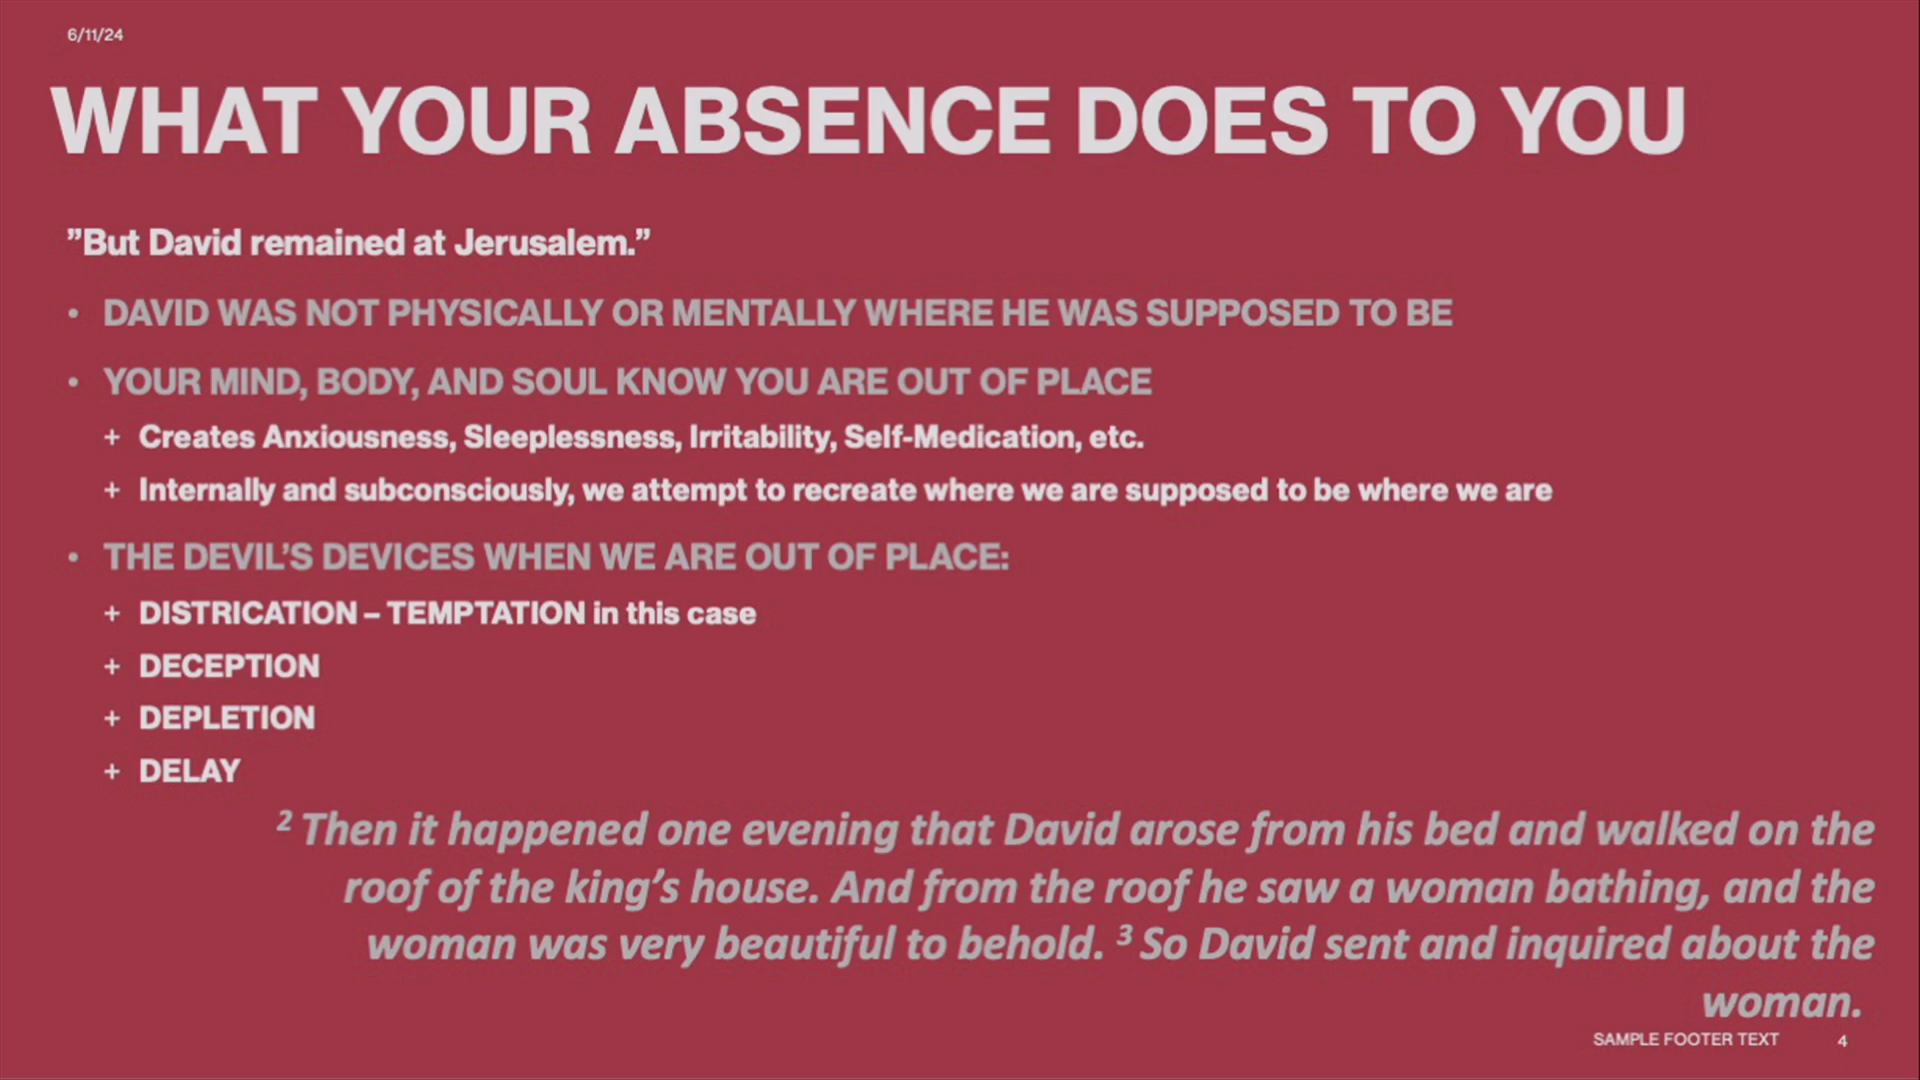 6/11/24
WHAT YOUR ABSENCE DOES TO YOU
”But David remained at Jerusalem.”
• DAVID WAS NOT PHYSICALLY OR MENTALLY WHERE HE WAS SUPPOSED TO BE
• YOUR MIND, BODY, AND SOUL KNOW YOU ARE OUT OF PLACE
+ Creates Anxiousness, Sleeplessness, Irritability, Self-Medication, etc.
+ Internally and subconsciously, we attempt to recreate where we are supposed to be where we are
• THE DEVIL’S DEVICES WHEN WE ARE OUT OF PLACE:
+ DISTRICATION – TEMPTATION in this case
+ DECEPTION
+ DEPLETION
+ DELAY
² Then it happened one evening that David arose from his bed and walked on the
roof of the king’s house. And from the roof he saw a woman bathing, and the
woman was very beautiful to behold. ³ So David sent and inquired about the
woman.
SAMPLE FOOTER TEXT 4